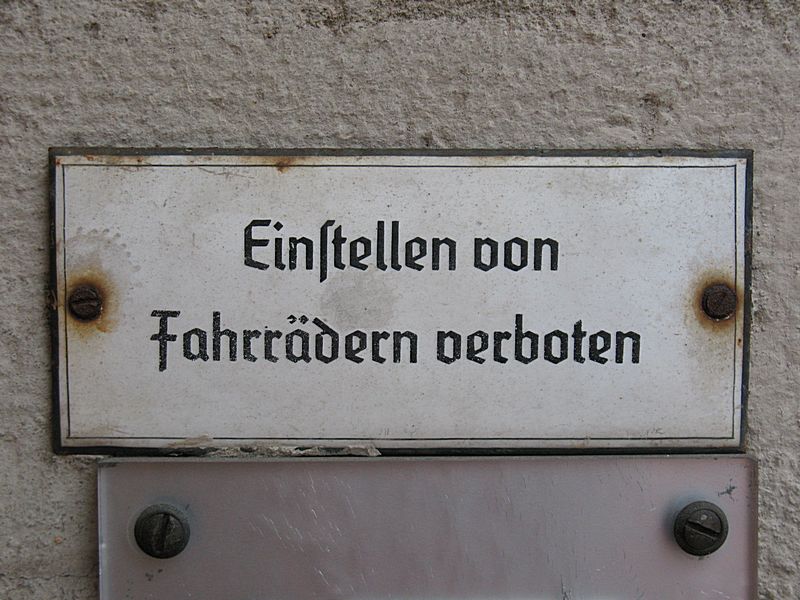 Einſtellen von
Fahrrädern verboten